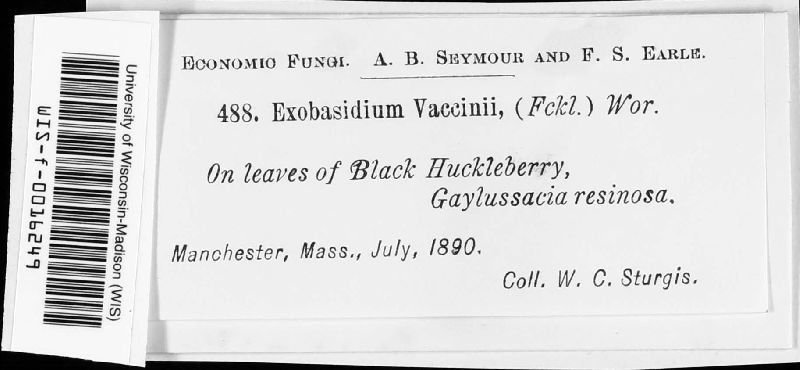 Economic Fungi. A. B. Seymour and F. S. Earle.
488. Exobasidium Vaccinii, (Fckl.) Wor.
On leaves of Black Huckleberry,
Gaylussacia resinosa.
Manchester, Mass., July, 1890.
Coll. W. C. Sturgis.
University of Wisconsin-Madison (WIS)
WIS-f-0016249